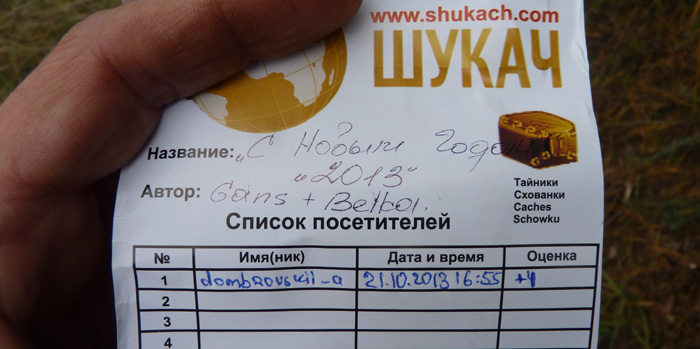 www.shukach.com
ШУКАЧ
Название: „С Новым Годом
"2013"
Автор: Gans + Belka.
Тайники
Схованки
Caches
Schowku
Список посетителей
№ Имя(ник) Дата и время Оценка
1 dombrovskii_a 21.10.2013 16:55 +4
2
3
4